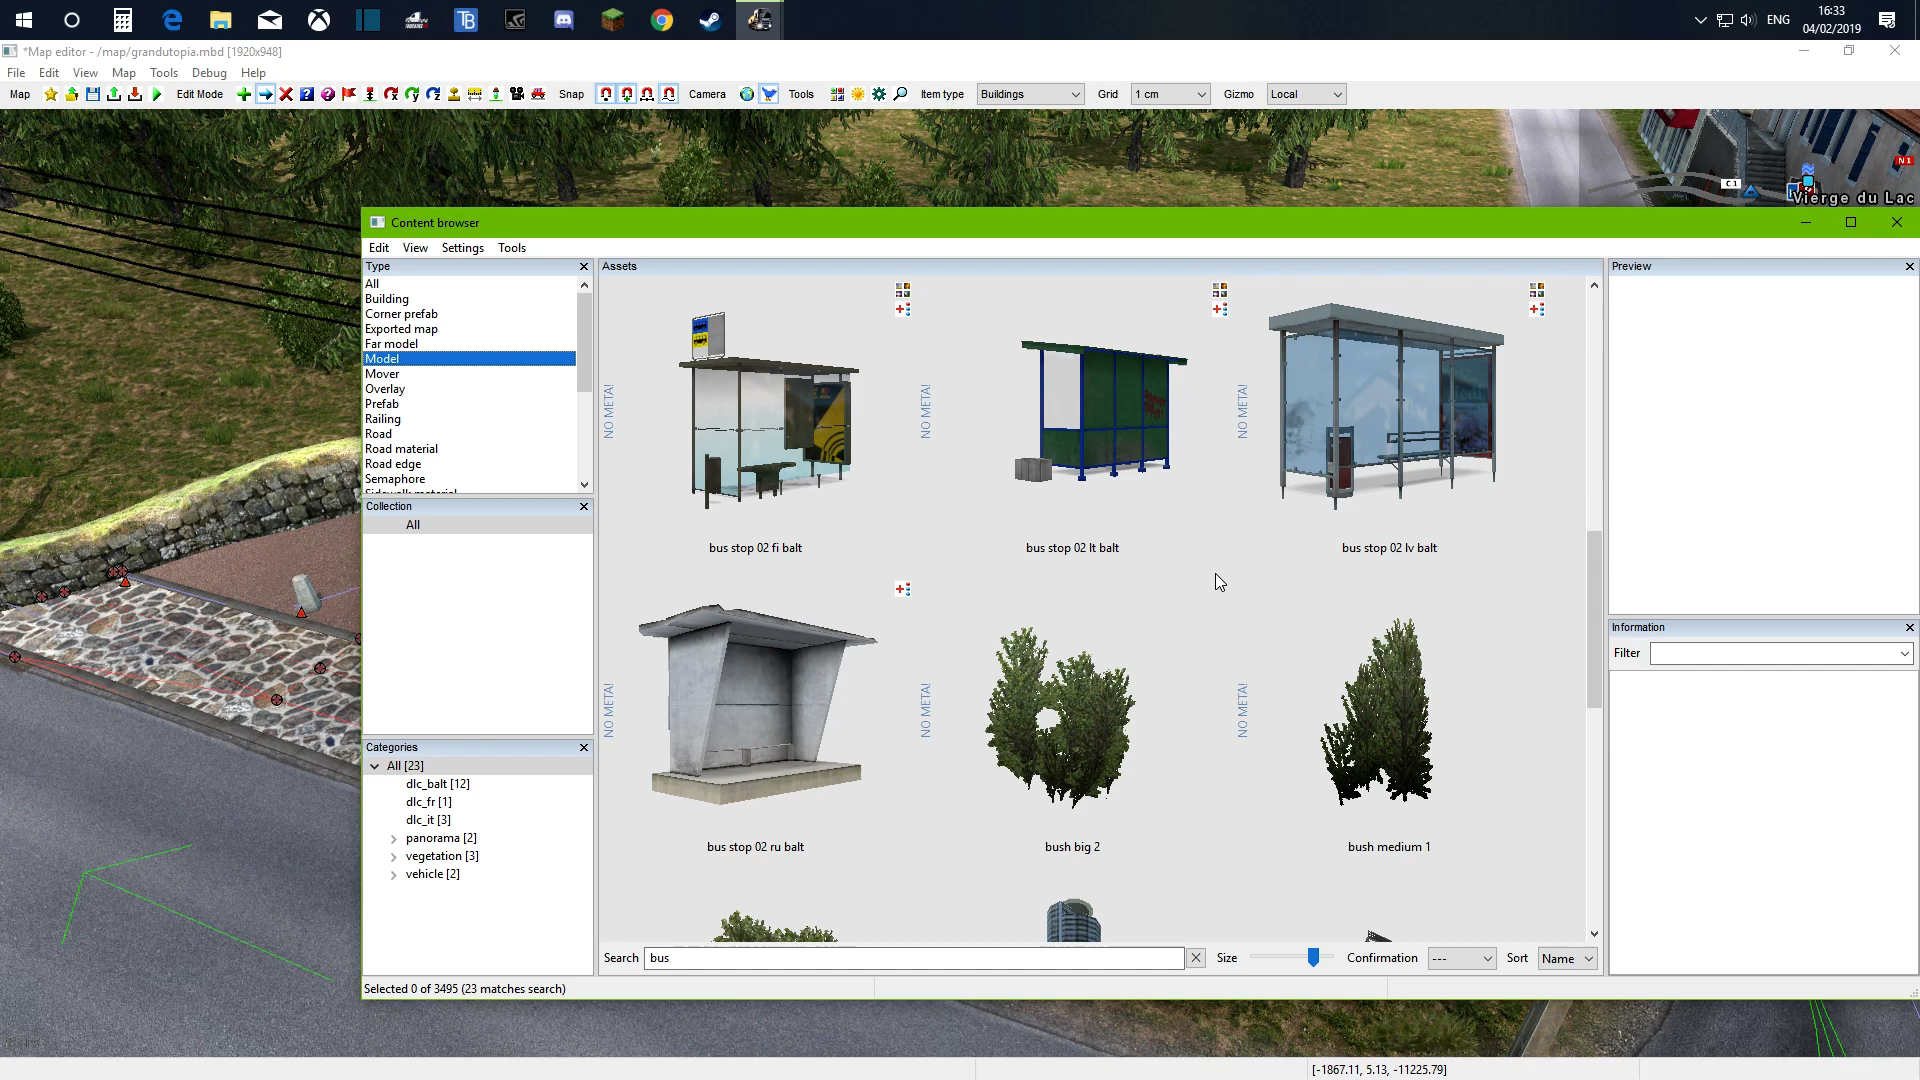 16:33
ENG
04/02/2019
*Map editor - /map/grandutopia.mbd [1920x948]
File Edit View Map Tools Debug Help
Map Edit Mode Snap Camera Tools Item type Buildings Grid 1 cm Gizmo Local
N 1
C 1
Vierge du Lac
Content browser
Edit View Settings Tools
Type
All
Building
Corner prefab
Exported map
Far model
Model
Mover
Overlay
Prefab
Railing
Road
Road material
Road edge
Semaphore
Sidewalk material
Collection
All
Categories
All [23]
dlc_balt [12]
dlc_fr [1]
dlc_it [3]
panorama [2]
vegetation [3]
vehicle [2]
Assets
NO META!
NO META!
NO META!
bus stop 02 fi balt
bus stop 02 lt balt
bus stop 02 lv balt
NO META!
NO META!
NO META!
bus stop 02 ru balt
bush big 2
bush medium 1
Search bus Size Confirmation --- Sort Name
Selected 0 of 3495 (23 matches search)
Preview
Information
Filter
[-1867.11, 5.13, -11225.79]